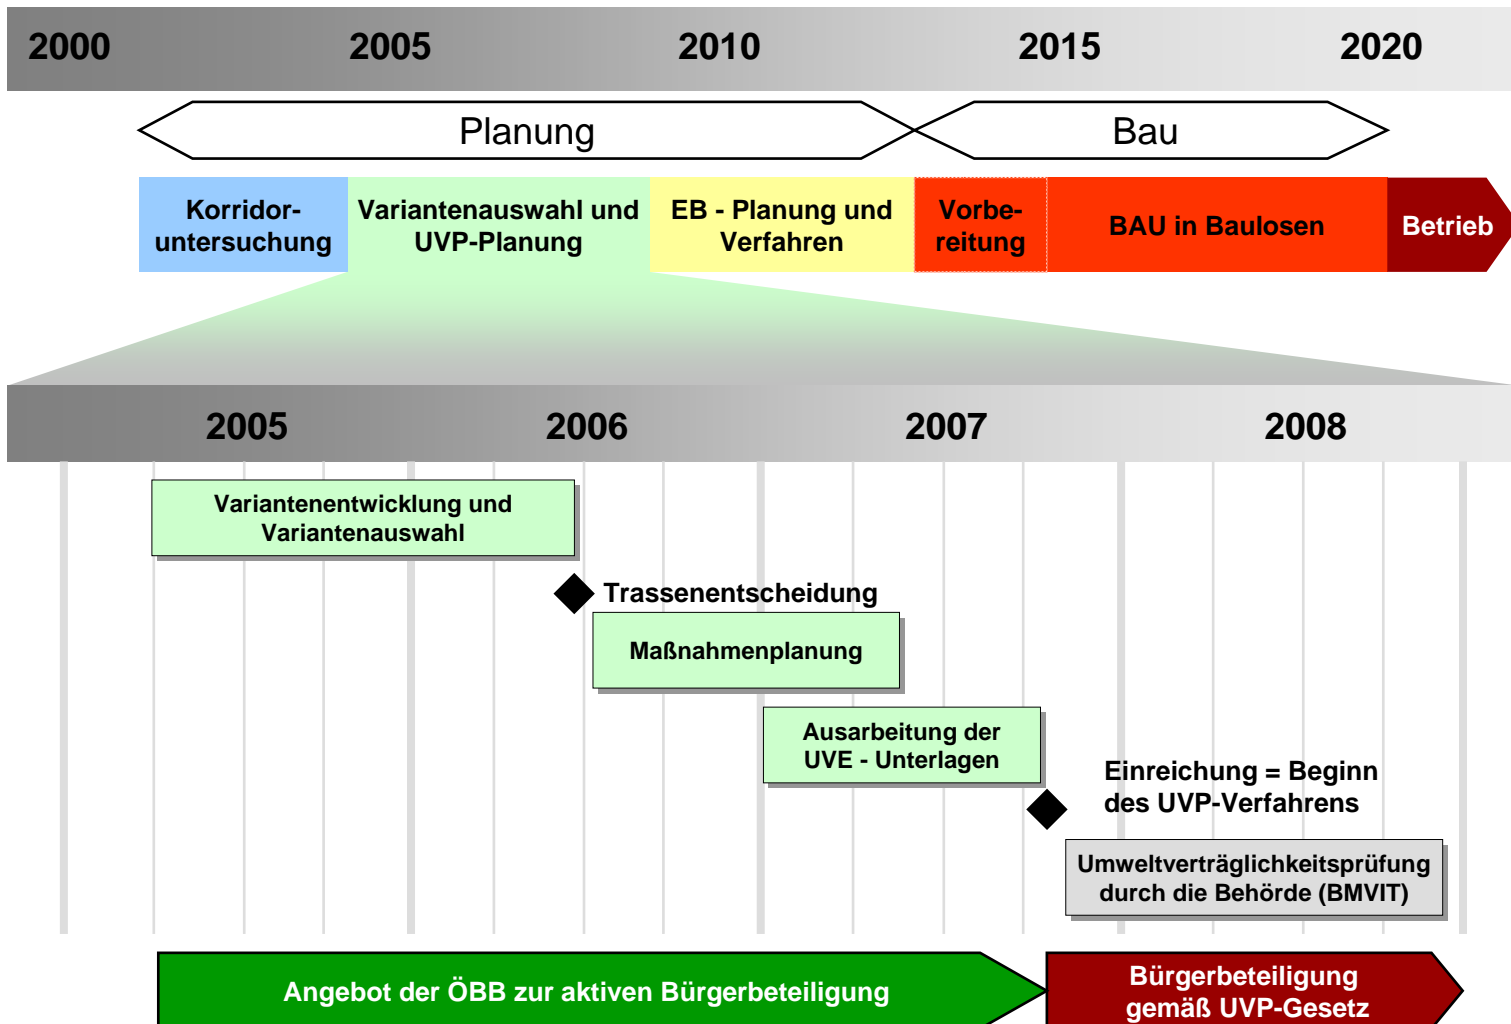 2000 2005 2010 2015 2020
Planung Bau
Korridor-
untersuchung
Variantenauswahl und
UVP-Planung
EB - Planung und
Verfahren
Vorbe-
reitung
BAU in Baulosen
Betrieb
2005 2006 2007 2008
Variantenentwicklung und
Variantenauswahl
Trassenentscheidung
Maßnahmenplanung
Ausarbeitung der
UVE - Unterlagen
Einreichung = Beginn
des UVP-Verfahrens
Umweltverträglichkeitsprüfung
durch die Behörde (BMVIT)
Angebot der ÖBB zur aktiven Bürgerbeteiligung
Bürgerbeteiligung
gemäß UVP-Gesetz